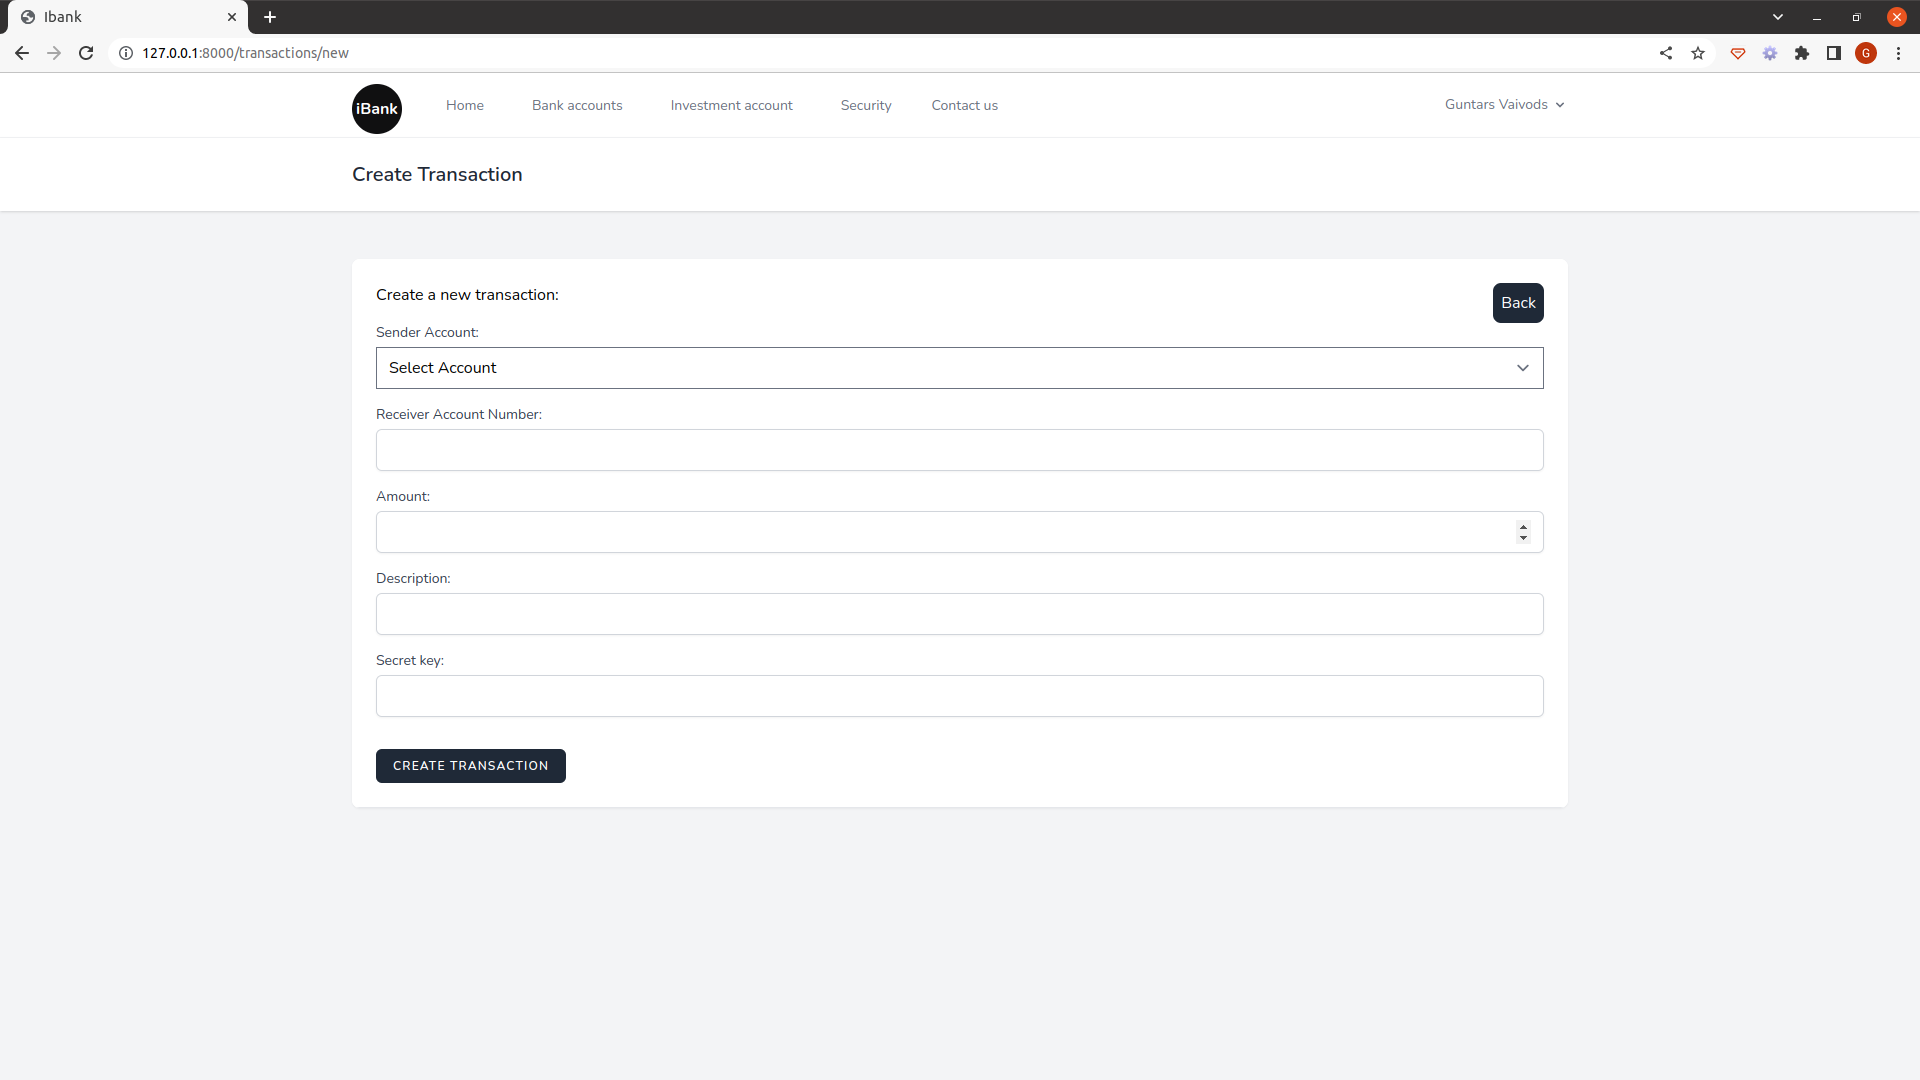 Ibank
127.0.0.1:8000/transactions/new
G
iBank
Home
Bank accounts
Investment account
Security
Contact us
Guntars Vaivods
Create Transaction
Create a new transaction:
Back
Sender Account:
Select Account
Receiver Account Number:
Amount:
Description:
Secret key:
CREATE TRANSACTION